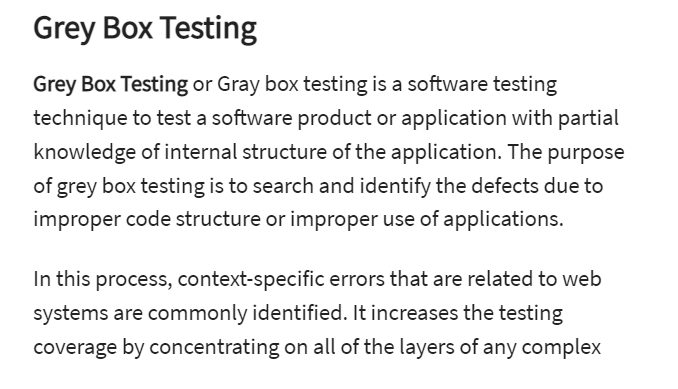 Grey Box Testing
Grey Box Testing or Gray box testing is a software testing
technique to test a software product or application with partial
knowledge of internal structure of the application. The purpose
of grey box testing is to search and identify the defects due to
improper code structure or improper use of applications.
In this process, context-specific errors that are related to web
systems are commonly identified. It increases the testing
coverage by concentrating on all of the layers of any complex